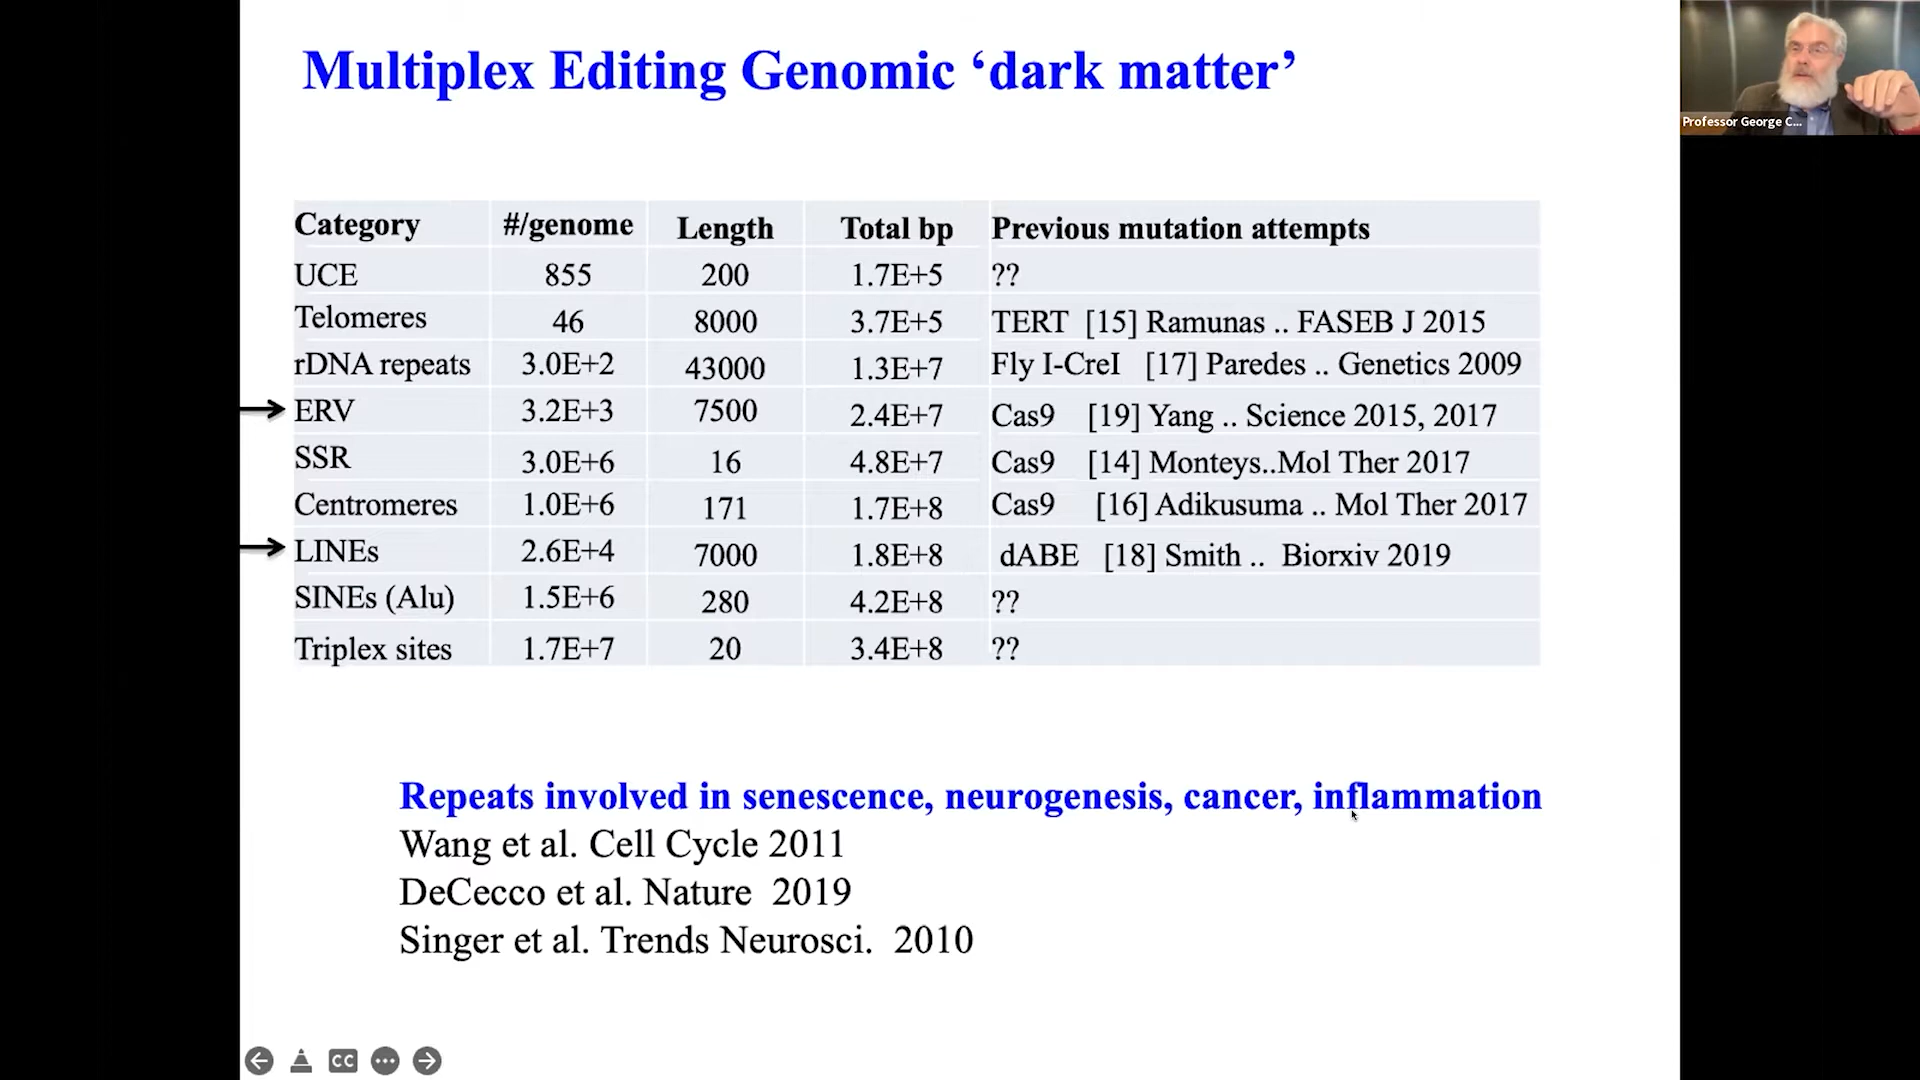 Multiplex Editing Genomic ‘dark matter’
Professor George C...
Category #/genome Length Total bp Previous mutation attempts
UCE 855 200 1.7E+5 ??
Telomeres 46 8000 3.7E+5 TERT [15] Ramunas .. FASEB J 2015
rDNA repeats 3.0E+2 43000 1.3E+7 Fly I-CreI [17] Paredes .. Genetics 2009
ERV 3.2E+3 7500 2.4E+7 Cas9 [19] Yang .. Science 2015, 2017
SSR 3.0E+6 16 4.8E+7 Cas9 [14] Monteys..Mol Ther 2017
Centromeres 1.0E+6 171 1.7E+8 Cas9 [16] Adikusuma .. Mol Ther 2017
LINEs 2.6E+4 7000 1.8E+8 dABE [18] Smith .. Biorxiv 2019
SINEs (Alu) 1.5E+6 280 4.2E+8 ??
Triplex sites 1.7E+7 20 3.4E+8 ??
Repeats involved in senescence, neurogenesis, cancer, inflammation
Wang et al. Cell Cycle 2011
DeCecco et al. Nature 2019
Singer et al. Trends Neurosci. 2010
CC